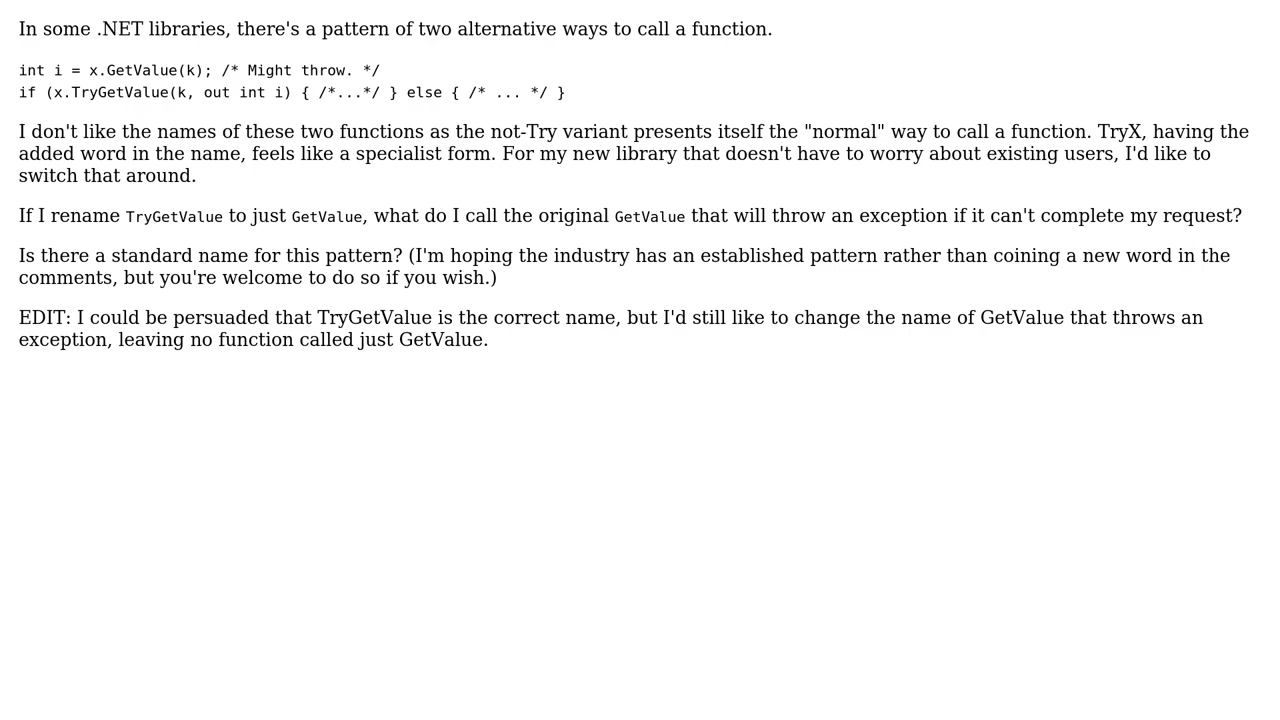 In some .NET libraries, there's a pattern of two alternative ways to call a function.
int i = x.GetValue(k); /* Might throw. */
if (x.TryGetValue(k, out int i) { /*...*/ } else { /* ... */ }
I don't like the names of these two functions as the not-Try variant presents itself the "normal" way to call a function. TryX, having the
added word in the name, feels like a specialist form. For my new library that doesn't have to worry about existing users, I'd like to
switch that around.
If I rename TryGetValue to just GetValue, what do I call the original GetValue that will throw an exception if it can't complete my request?
Is there a standard name for this pattern? (I'm hoping the industry has an established pattern rather than coining a new word in the
comments, but you're welcome to do so if you wish.)
EDIT: I could be persuaded that TryGetValue is the correct name, but I'd still like to change the name of GetValue that throws an
exception, leaving no function called just GetValue.